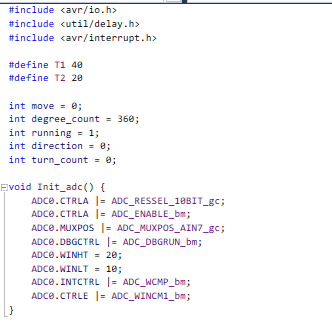 #include <avr/io.h>
#include <util/delay.h>
#include <avr/interrupt.h>
#define T1 40
#define T2 20
int move = 0;
int degree_count = 360;
int running = 1;
int direction = 0;
int turn_count = 0;
void Init_adc() {
ADC0.CTRLA |= ADC_RESSEL_10BIT_gc;
ADC0.CTRLA |= ADC_ENABLE_bm;
ADC0.MUXPOS |= ADC_MUXPOS_AIN7_gc;
ADC0.DBGCTRL |= ADC_DBGRUN_bm;
ADC0.WINHT = 20;
ADC0.WINLT = 10;
ADC0.INTCTRL |= ADC_WCMP_bm;
ADC0.CTRLE |= ADC_WINCM1_bm;
}